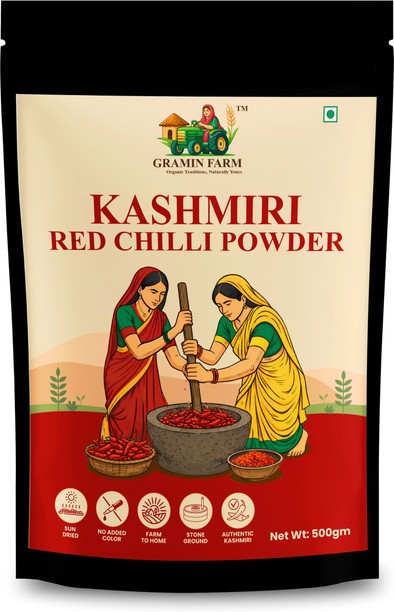 TM
GRAMIN FARM
Organic Traditions, Naturally Yours
KASHMIRI
RED CHILLI POWDER
SUN
DRIED
NO ADDED
COLOR
FARM
TO HOME
STONE
GROUND
AUTHENTIC
KASHMIRI
Net Wt: 500gm